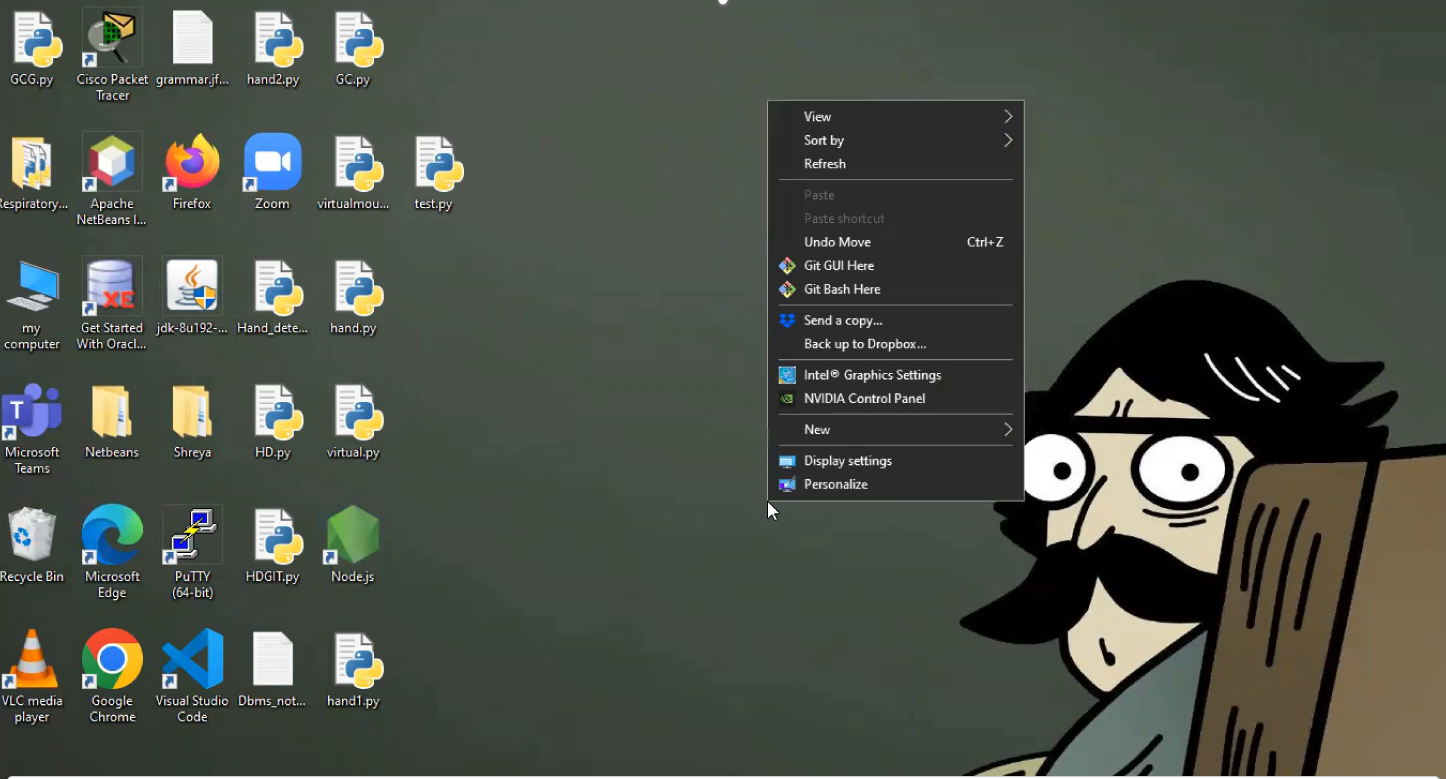 GCG.py
Cisco Packet
Tracer
grammar.jf...
hand2.py
GC.py
Respiratory...
Apache
NetBeans I...
Firefox
Zoom
virtualmou...
test.py
my
computer
XE
Get Started
With Oracl...
jdk-8u192-...
Hand_dete...
hand.py
T
Microsoft
Teams
Netbeans
Shreya
HD.py
virtual.py
Recycle Bin
Microsoft
Edge
PuTTY
(64-bit)
HDGIT.py
Node.js
VLC media
player
Google
Chrome
Visual Studio
Code
Dbms_not...
hand1.py
View
Sort by
Refresh
Paste
Paste shortcut
Undo Move Ctrl+Z
Git GUI Here
Git Bash Here
Send a copy...
Back up to Dropbox...
Intel® Graphics Settings
NVIDIA Control Panel
New
Display settings
Personalize